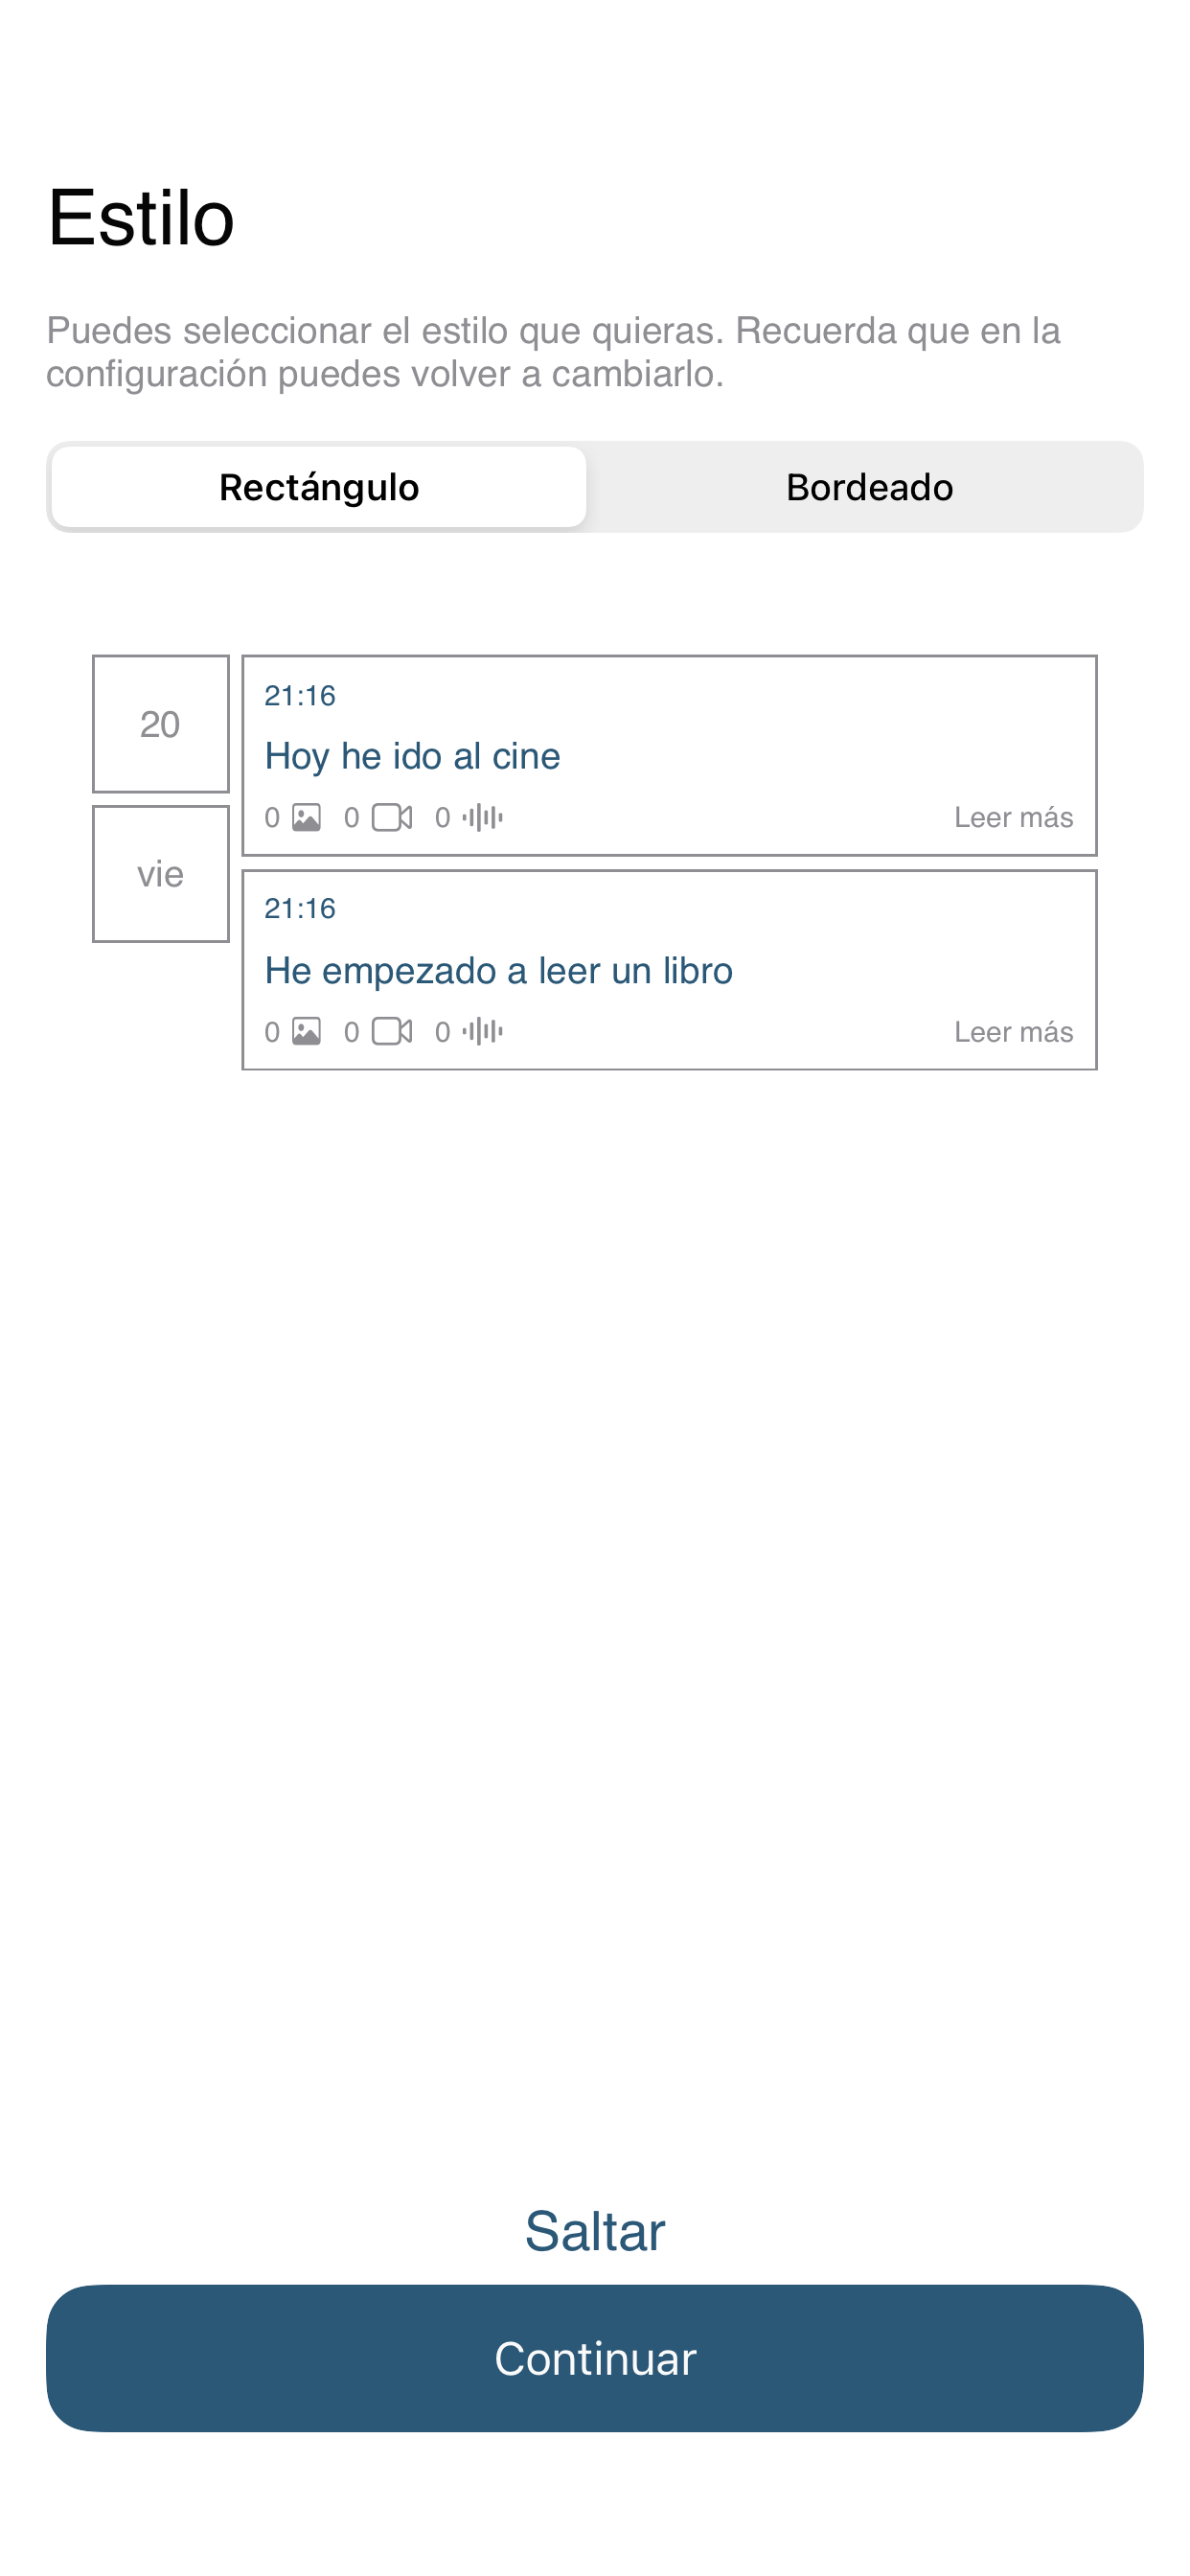 Estilo
Puedes seleccionar el estilo que quieras. Recuerda que en la
configuración puedes volver a cambiarlo.
Rectángulo
Bordeado
20
vie
21:16
Hoy he ido al cine
0 0 0 Leer más
21:16
He empezado a leer un libro
0 0 0 Leer más
Saltar
Continuar